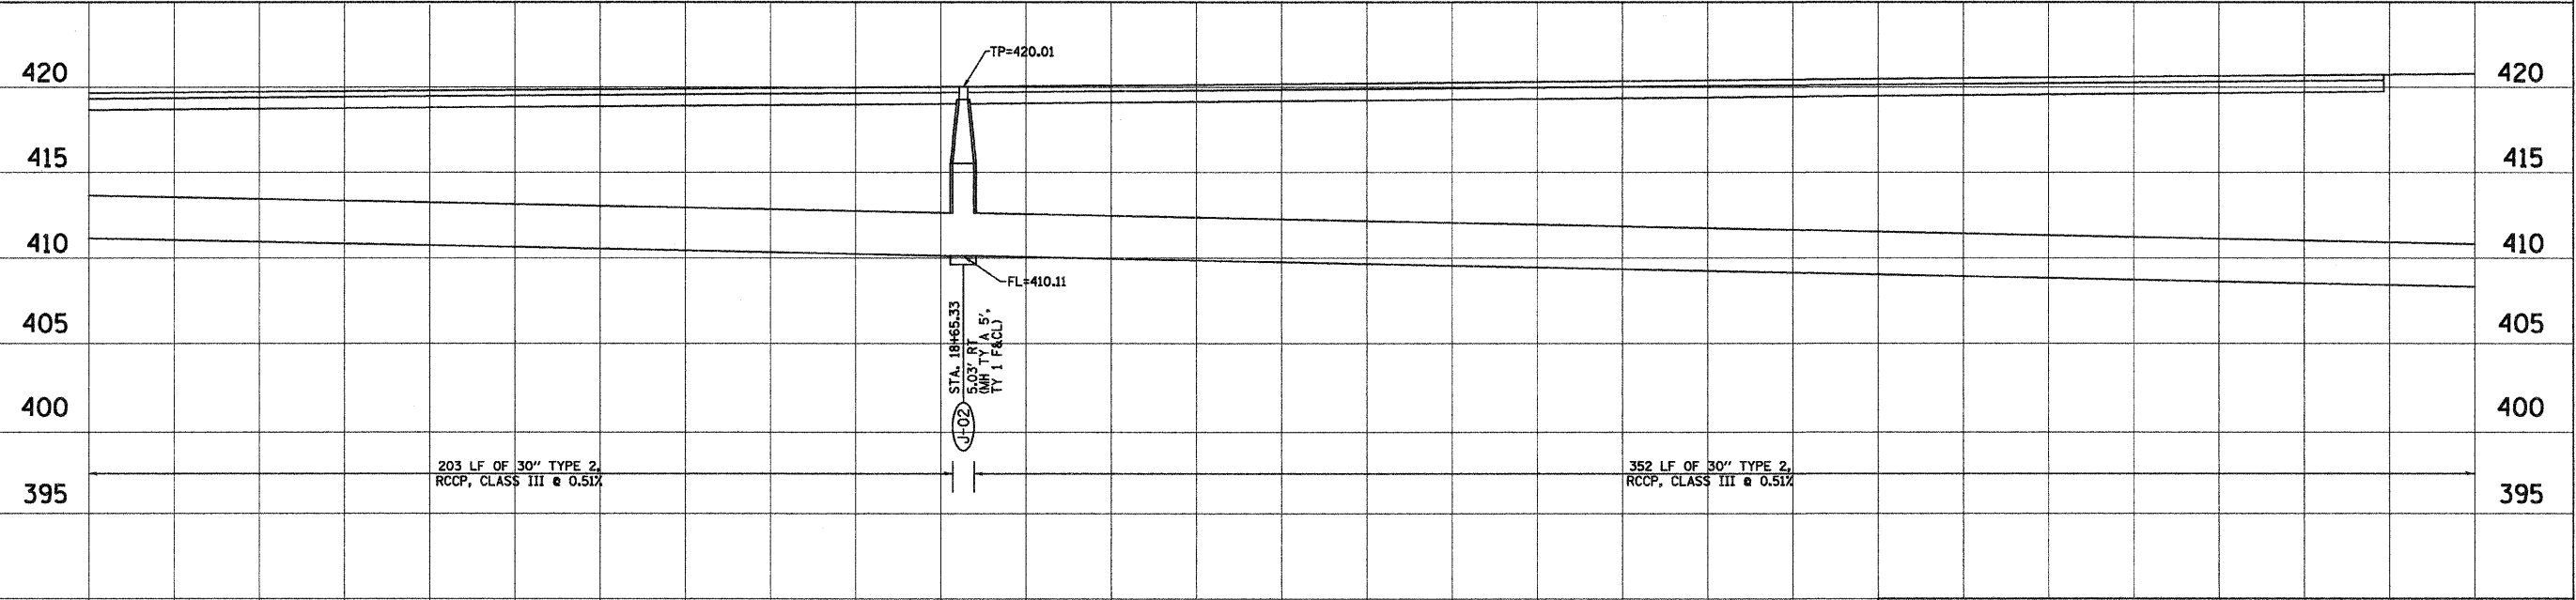 TP=420.01
420
420
415
415
410
410
FL=410.11
405
405
STA. 18+65.33
5.03' RT
(MH TY A 5',
TY 1 F&CL)
400
400
J-02
203 LF OF 30" TYPE 2,
RCCP, CLASS III @ 0.51%
352 LF OF 30" TYPE 2,
RCCP, CLASS III @ 0.51%
395
395